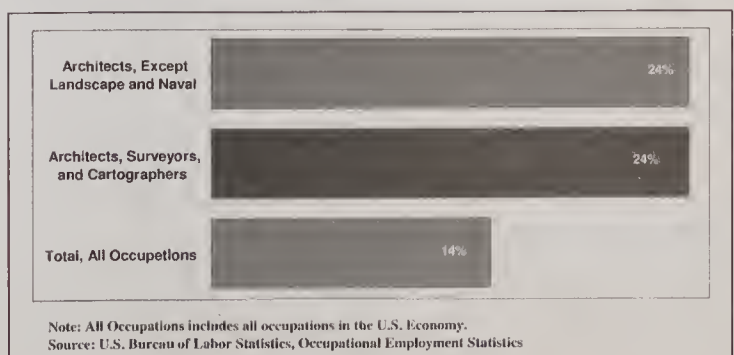 Architects, Except
Landscape and Naval
24%
Architects, Surveyors,
and Cartographers
24%
Total, All Occupetlons
14%
Note: All Occupations includes all occupations in the U.S. Economy.
Source: U.S. Bureau of Labor Statistics, Occupational Employment Statistics